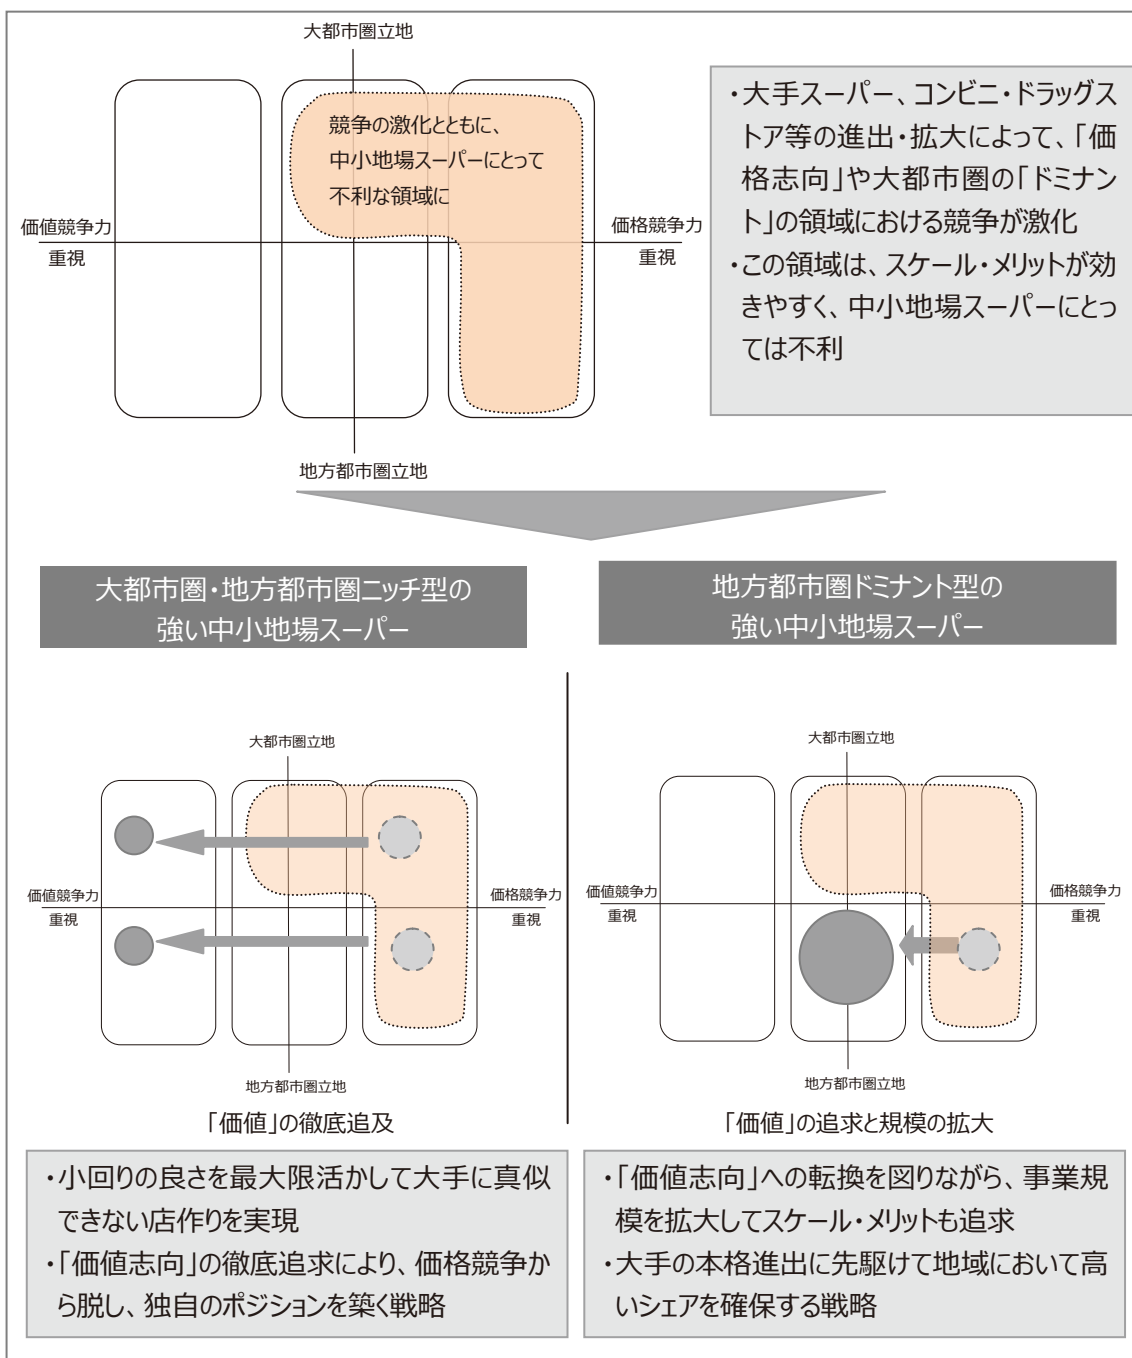 大都市圏立地
競争の激化とともに、
中小地場スーパーにとって
不利な領域に
価値競争力
重視
価格競争力
重視
地方都市圏立地
・大手スーパー、コンビニ・ドラッグス
トア等の進出・拡大によって、「価
格志向」や大都市圏の「ドミナン
ト」の領域における競争が激化
・この領域は、スケール・メリットが効
きやすく、中小地場スーパーにとっ
ては不利
大都市圏・地方都市圏ニッチ型の
強い中小地場スーパー
大都市圏立地
価値競争力
重視
価格競争力
重視
地方都市圏立地
「価値」の徹底追及
・小回りの良さを最大限活かして大手に真似
できない店作りを実現
・「価値志向」の徹底追求により、価格競争か
ら脱し、独自のポジションを築く戦略
地方都市圏ドミナント型の
強い中小地場スーパー
大都市圏立地
価値競争力
重視
価格競争力
重視
地方都市圏立地
「価値」の追求と規模の拡大
・「価値志向」への転換を図りながら、事業規
模を拡大してスケール・メリットも追求
・大手の本格進出に先駆けて地域において高
いシェアを確保する戦略